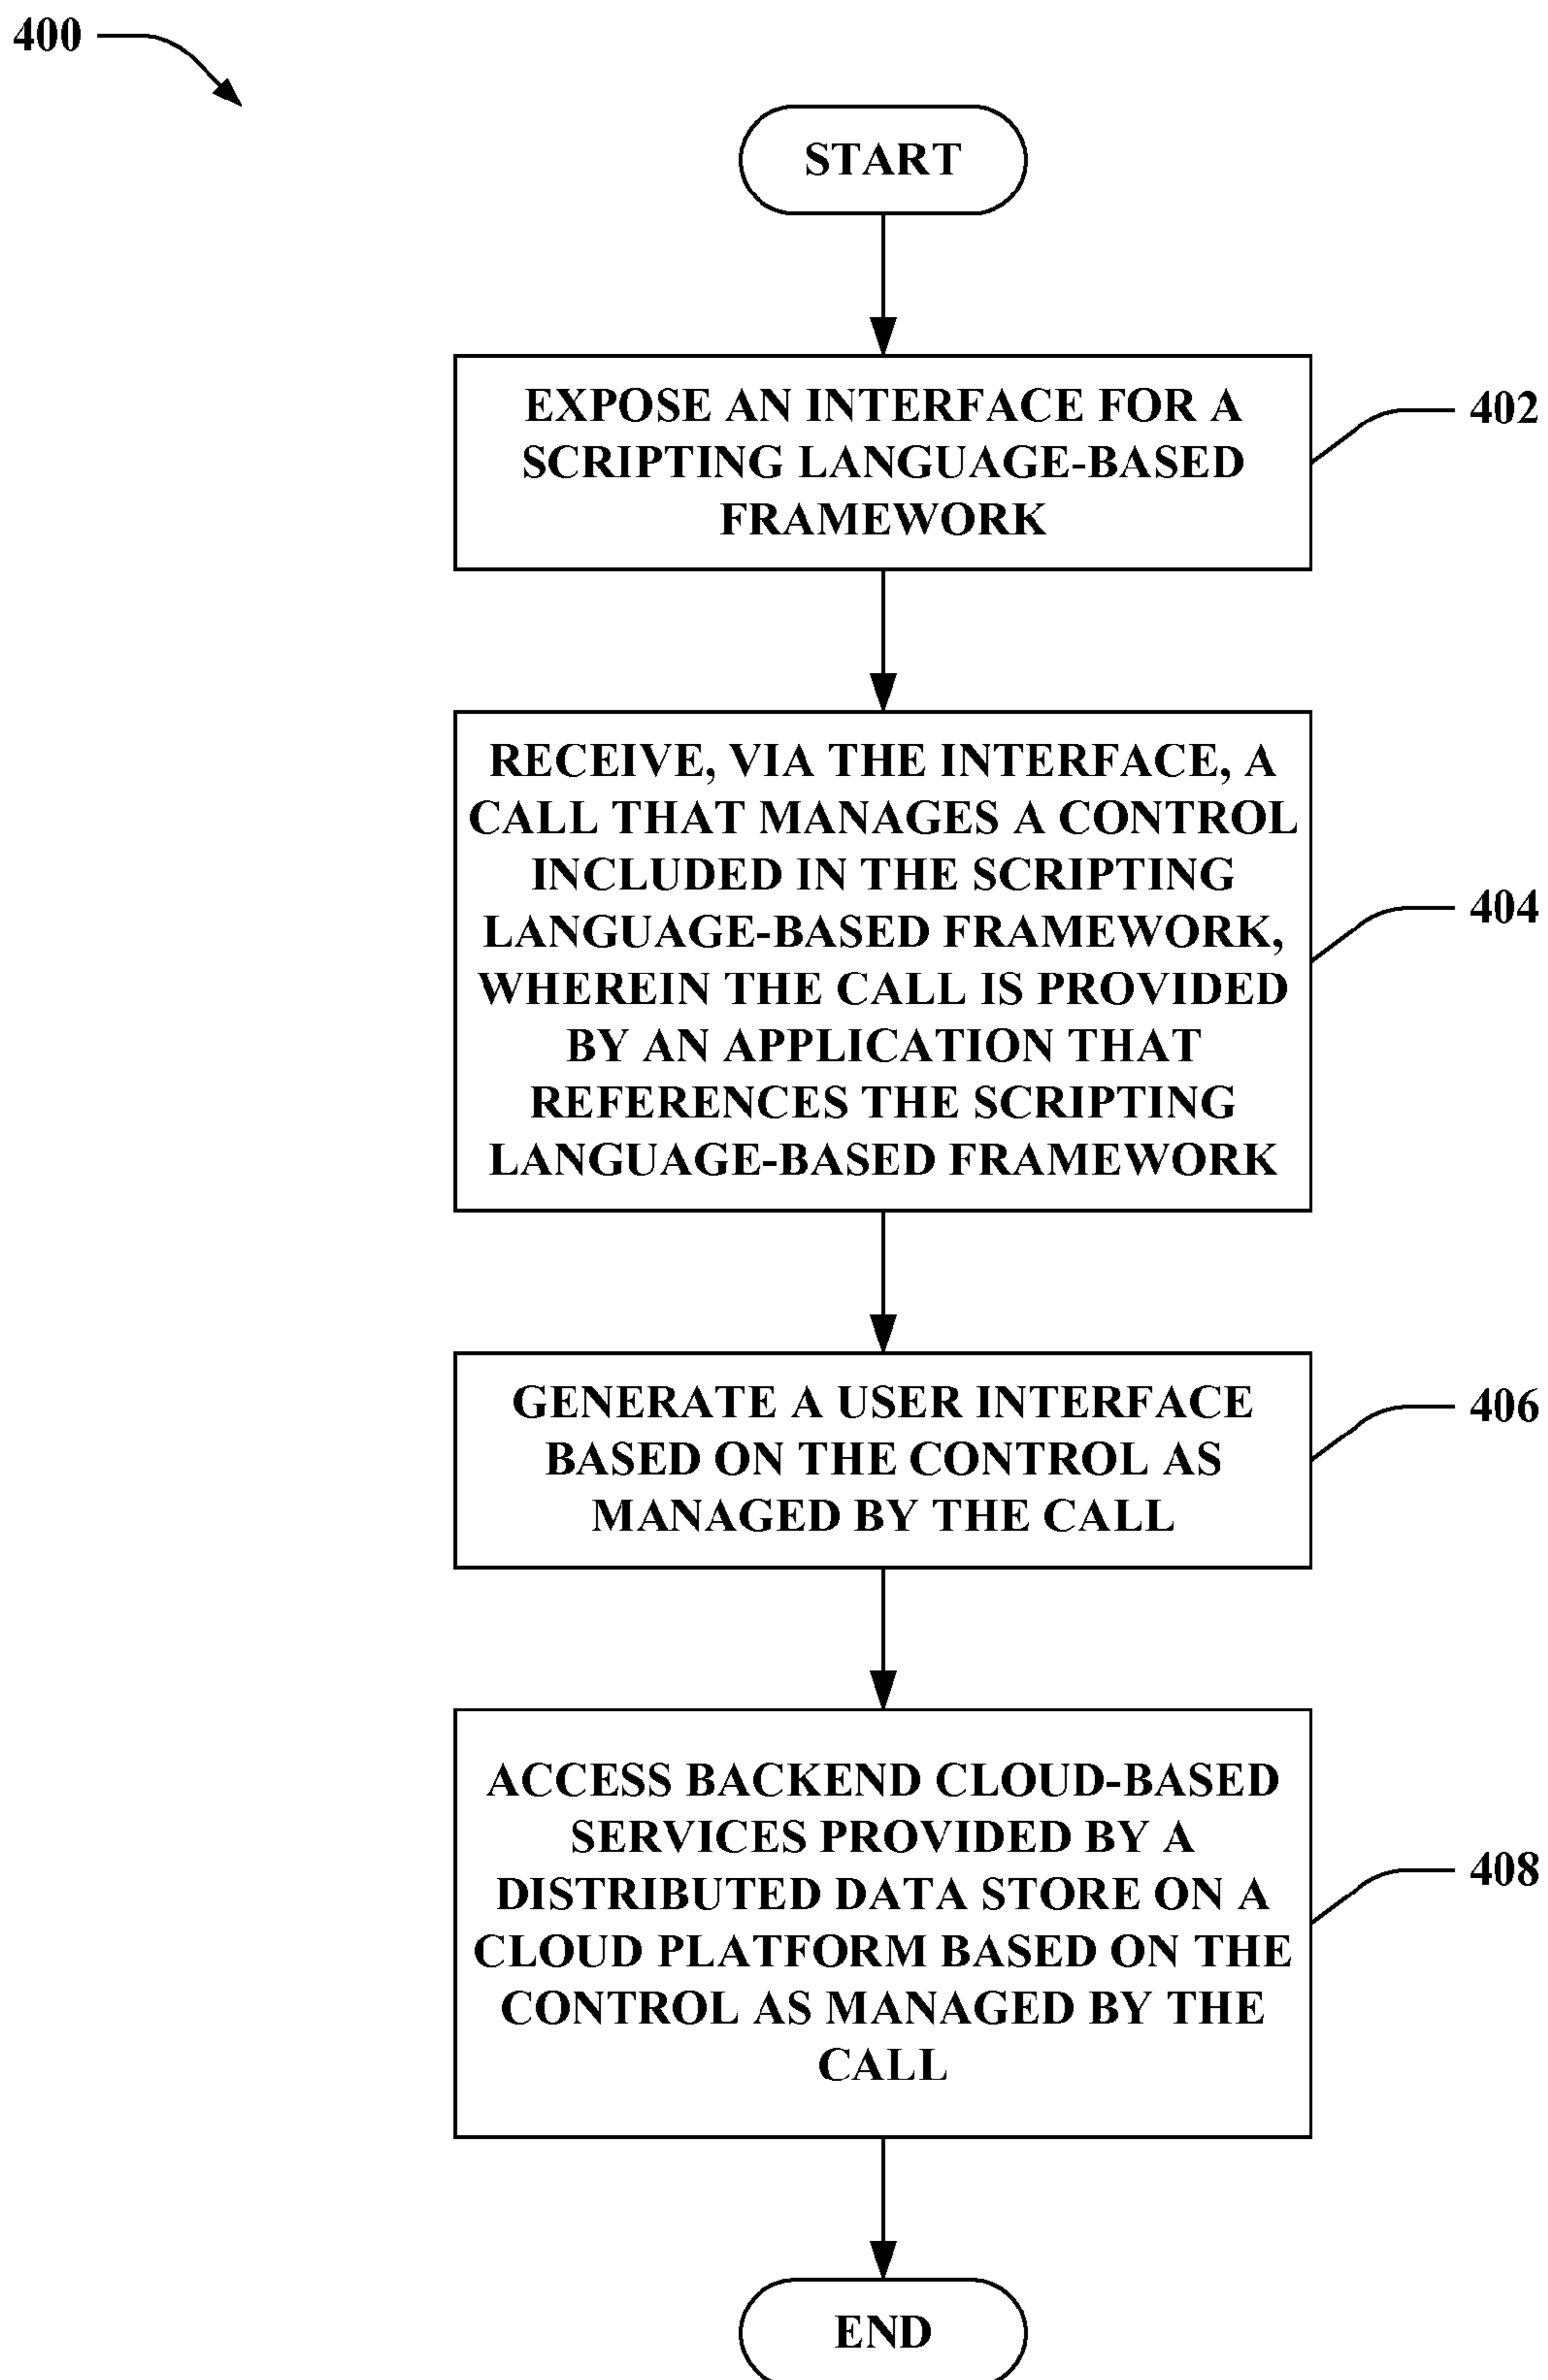 400
START
EXPOSE AN INTERFACE FOR A
SCRIPTING LANGUAGE-BASED
FRAMEWORK
402
RECEIVE, VIA THE INTERFACE, A
CALL THAT MANAGES A CONTROL
INCLUDED IN THE SCRIPTING
LANGUAGE-BASED FRAMEWORK,
WHEREIN THE CALL IS PROVIDED
BY AN APPLICATION THAT
REFERENCES THE SCRIPTING
LANGUAGE-BASED FRAMEWORK
404
GENERATE A USER INTERFACE
BASED ON THE CONTROL AS
MANAGED BY THE CALL
406
ACCESS BACKEND CLOUD-BASED
SERVICES PROVIDED BY A
DISTRIBUTED DATA STORE ON A
CLOUD PLATFORM BASED ON THE
CONTROL AS MANAGED BY THE
CALL
408
END